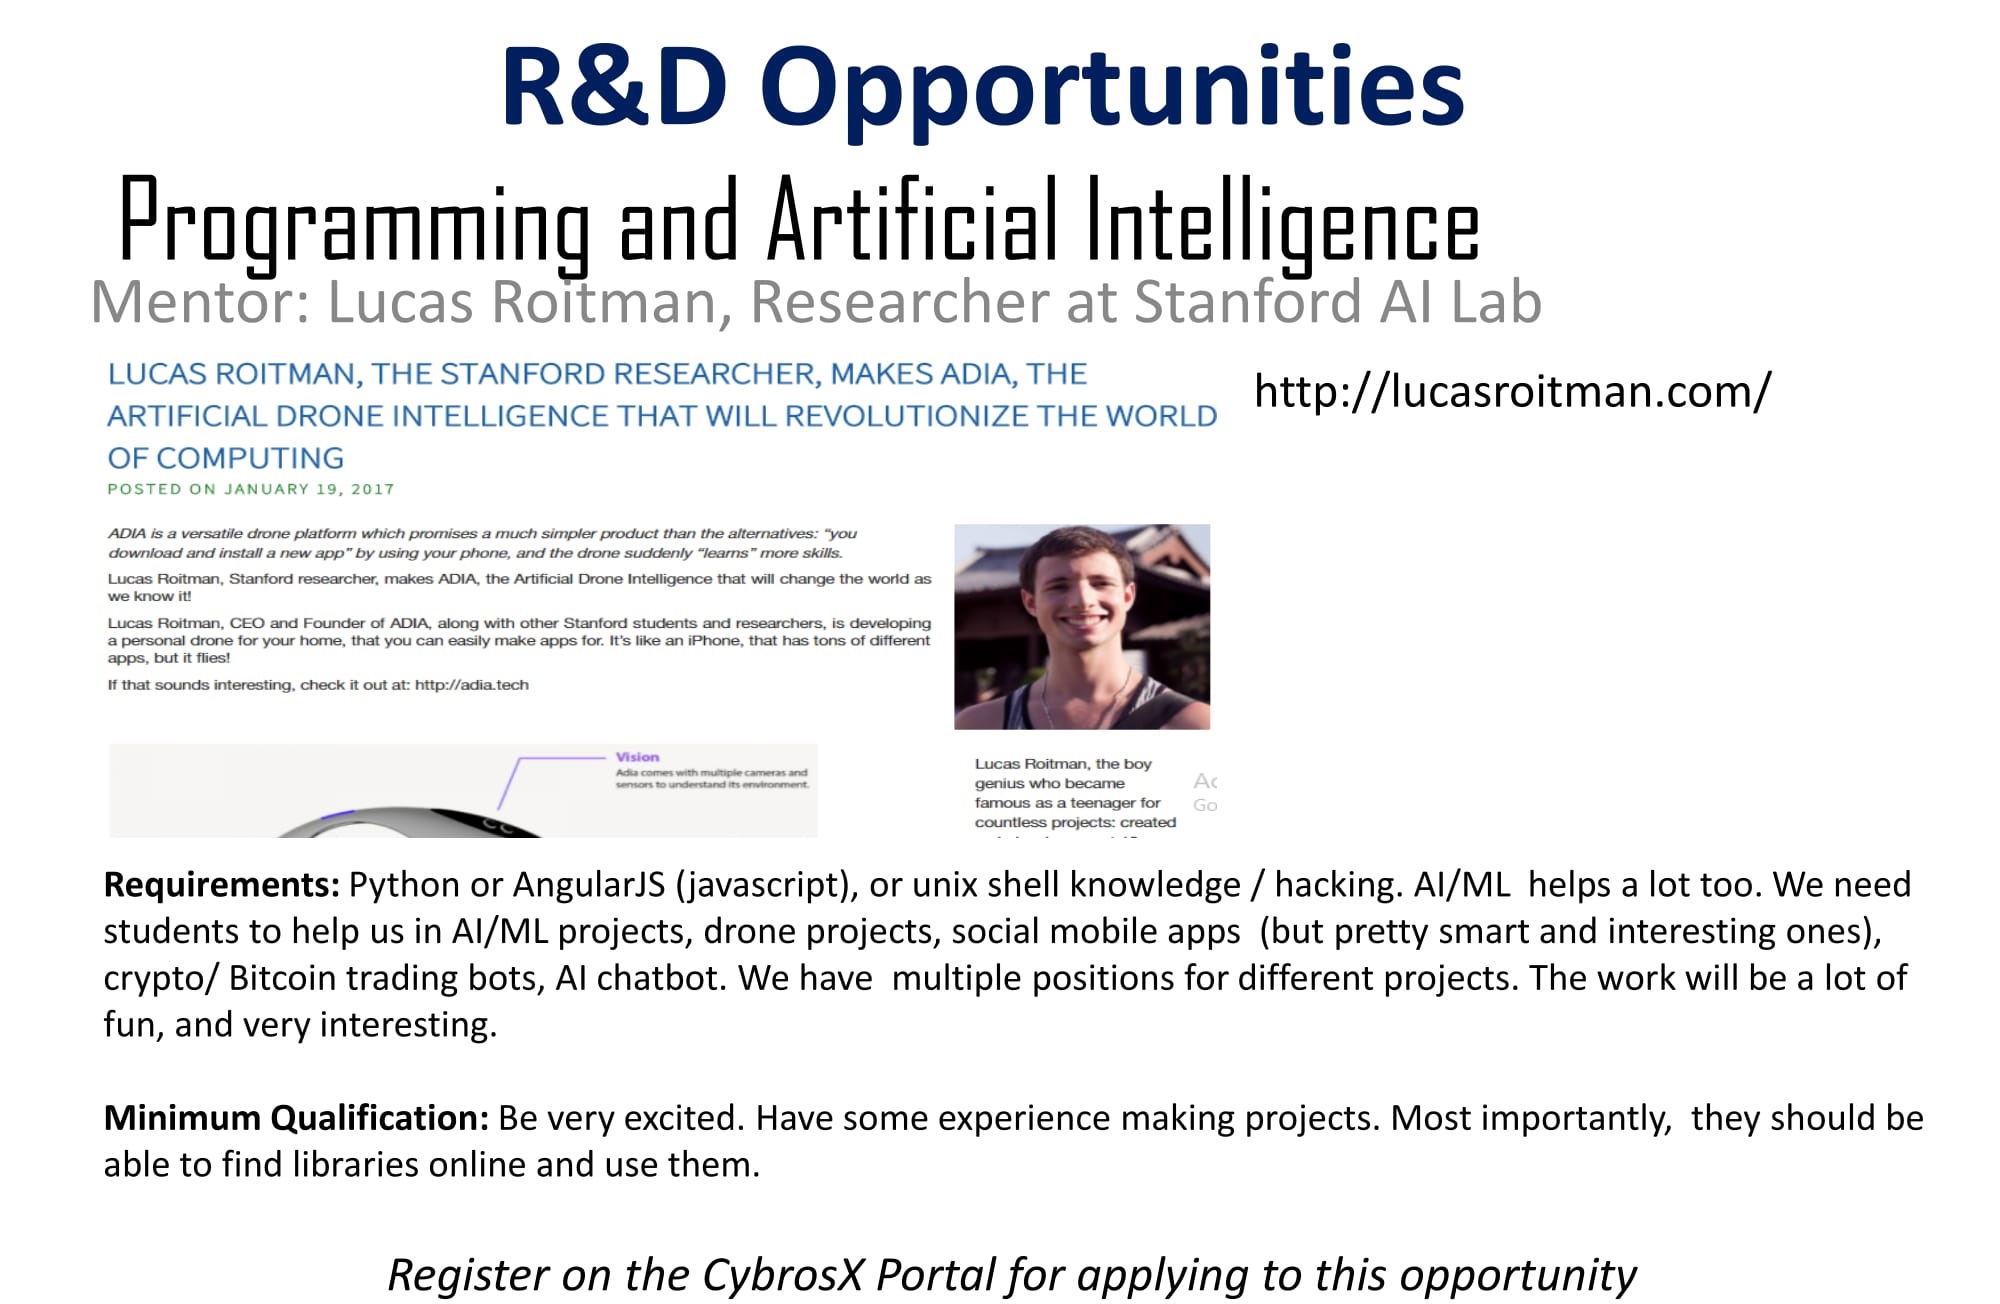 R&D Opportunities
Programming and Artificial Intelligence
Mentor: Lucas Roitman, Researcher at Stanford AI Lab
LUCAS ROITMAN, THE STANFORD RESEARCHER, MAKES ADIA, THE
ARTIFICIAL DRONE INTELLIGENCE THAT WILL REVOLUTIONIZE THE WORLD
OF COMPUTING
POSTED ON JANUARY 19, 2017
http://lucasroitman.com/
ADIA is a versatile drone platform which promises a much simpler product than the alternatives: “you
download and install a new app” by using your phone, and the drone suddenly “learns” more skills.
Lucas Roitman, Stanford researcher, makes ADIA, the Artificial Drone Intelligence that will change the world as
we know it!
Lucas Roitman, CEO and Founder of ADIA, along with other Stanford students and researchers, is developing
a personal drone for your home, that you can easily make apps for. It’s like an iPhone, that has tons of different
apps, but it flies!
If that sounds interesting, check it out at: http://adia.tech
Vision
Adia comes with multiple cameras and
sensors to understand its environment.
Lucas Roitman, the boy
genius who became
famous as a teenager for
countless projects: created
Ac
Go
Requirements: Python or AngularJS (javascript), or unix shell knowledge / hacking. AI/ML helps a lot too. We need
students to help us in AI/ML projects, drone projects, social mobile apps (but pretty smart and interesting ones),
crypto/ Bitcoin trading bots, AI chatbot. We have multiple positions for different projects. The work will be a lot of
fun, and very interesting.
Minimum Qualification: Be very excited. Have some experience making projects. Most importantly, they should be
able to find libraries online and use them.
Register on the CybrosX Portal for applying to this opportunity